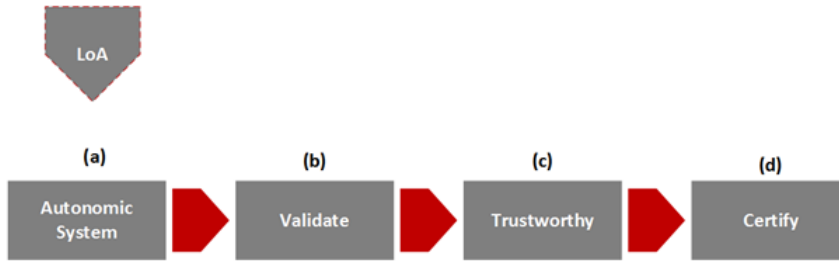 LoA
(a)
(b)
(c)
(d)
Autonomic
System
Validate
Trustworthy
Certify